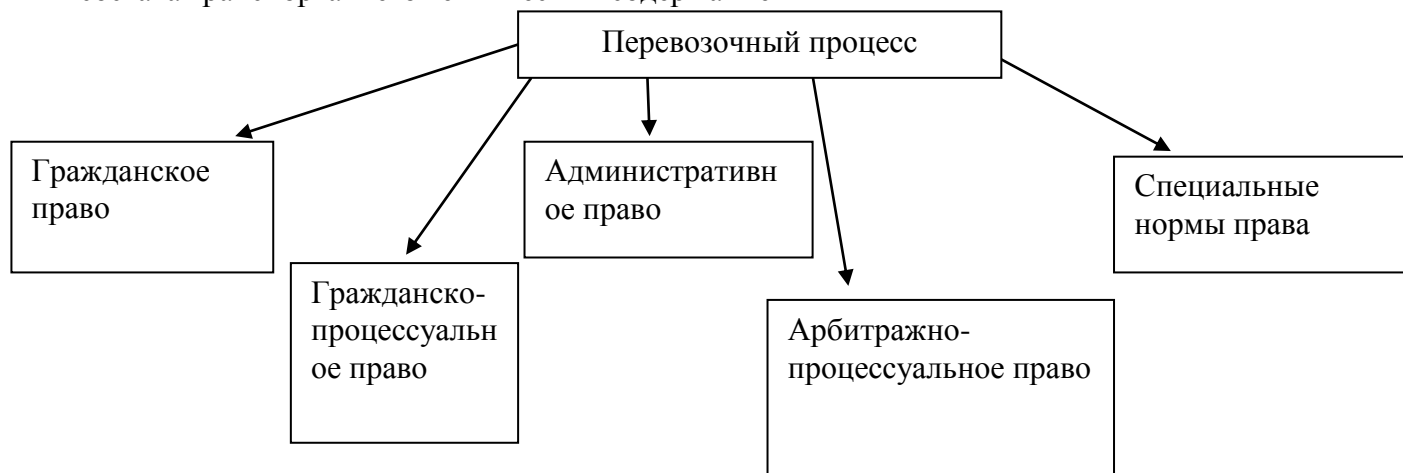 Перевозочный процесс
Гражданское
право
Административн
ое право
Специальные
нормы права
Гражданско-
процессуальн
ое право
Арбитражно-
процессуальное право